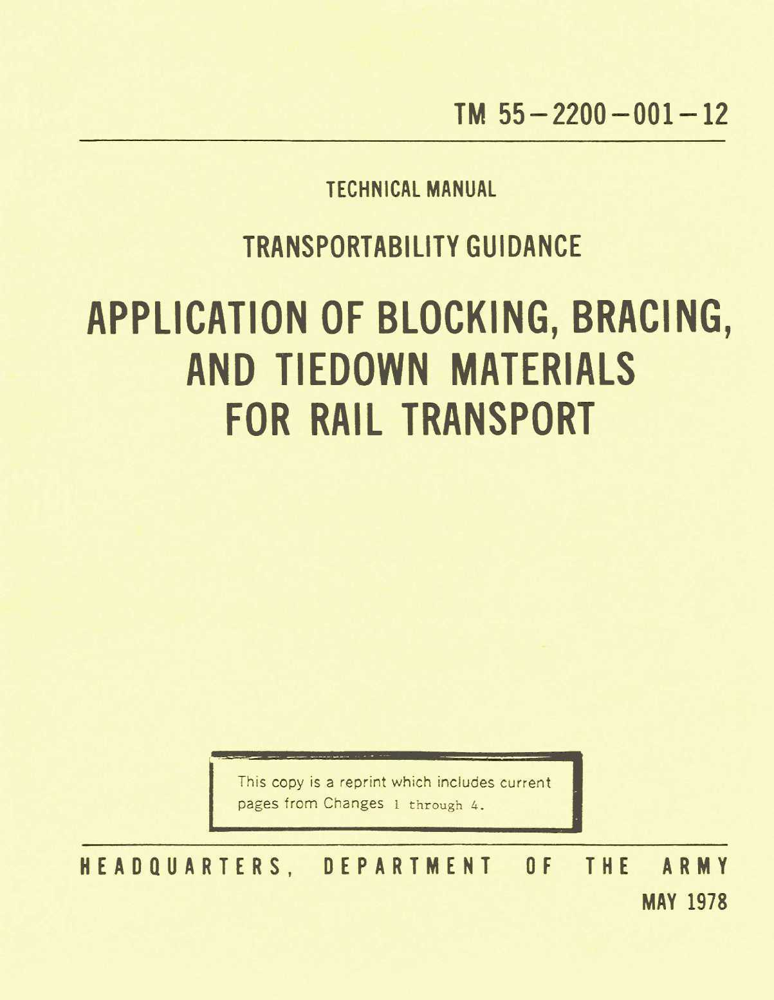 TM 55-2200-001-12
TECHNICAL MANUAL
TRANSPORTABILITY GUIDANCE
APPLICATION OF BLOCKING, BRACING,
AND TIEDOWN MATERIALS
FOR RAIL TRANSPORT
This copy is a reprint which includes current
pages from Changes 1 through 4.
HEADQUARTERS, DEPARTMENT OF THE ARMY
MAY 1978